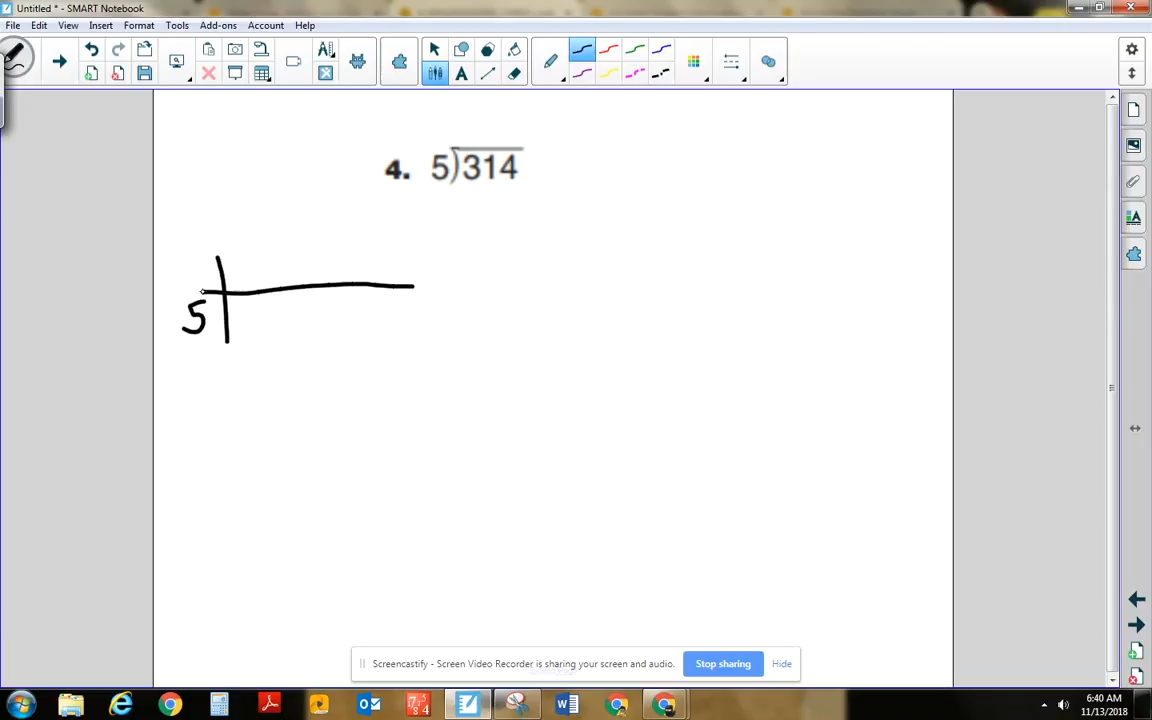 Untitled * - SMART Notebook
File Edit View Insert Format Tools Add-ons Account Help
4. 5)314
5
Screencastify - Screen Video Recorder is sharing your screen and audio. Stop sharing Hide
6:40 AM
11/13/2018